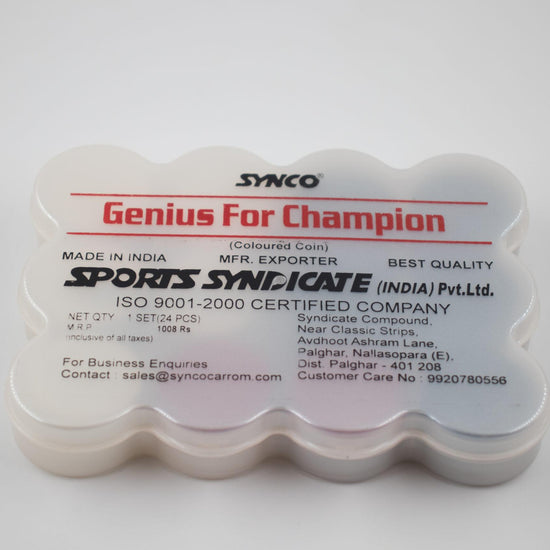 SYNCO®
Genius For Champion
(Coloured Coin)
MADE IN INDIA MFR. EXPORTER BEST QUALITY
SPORTS SYNDICATE (INDIA) Pvt.Ltd.
ISO 9001-2000 CERTIFIED COMPANY
NET QTY 1 SET(24 PCS)
M R P 1008 Rs
(inclusive of all taxes)
For Business Enquiries
Contact : sales@syncocarrom.com
Syndicate Compound,
Near Classic Strips,
Avdhoot Ashram Lane,
Palghar, Nallasopara (E),
Dist. Palghar - 401 208
Customer Care No : 9920780556